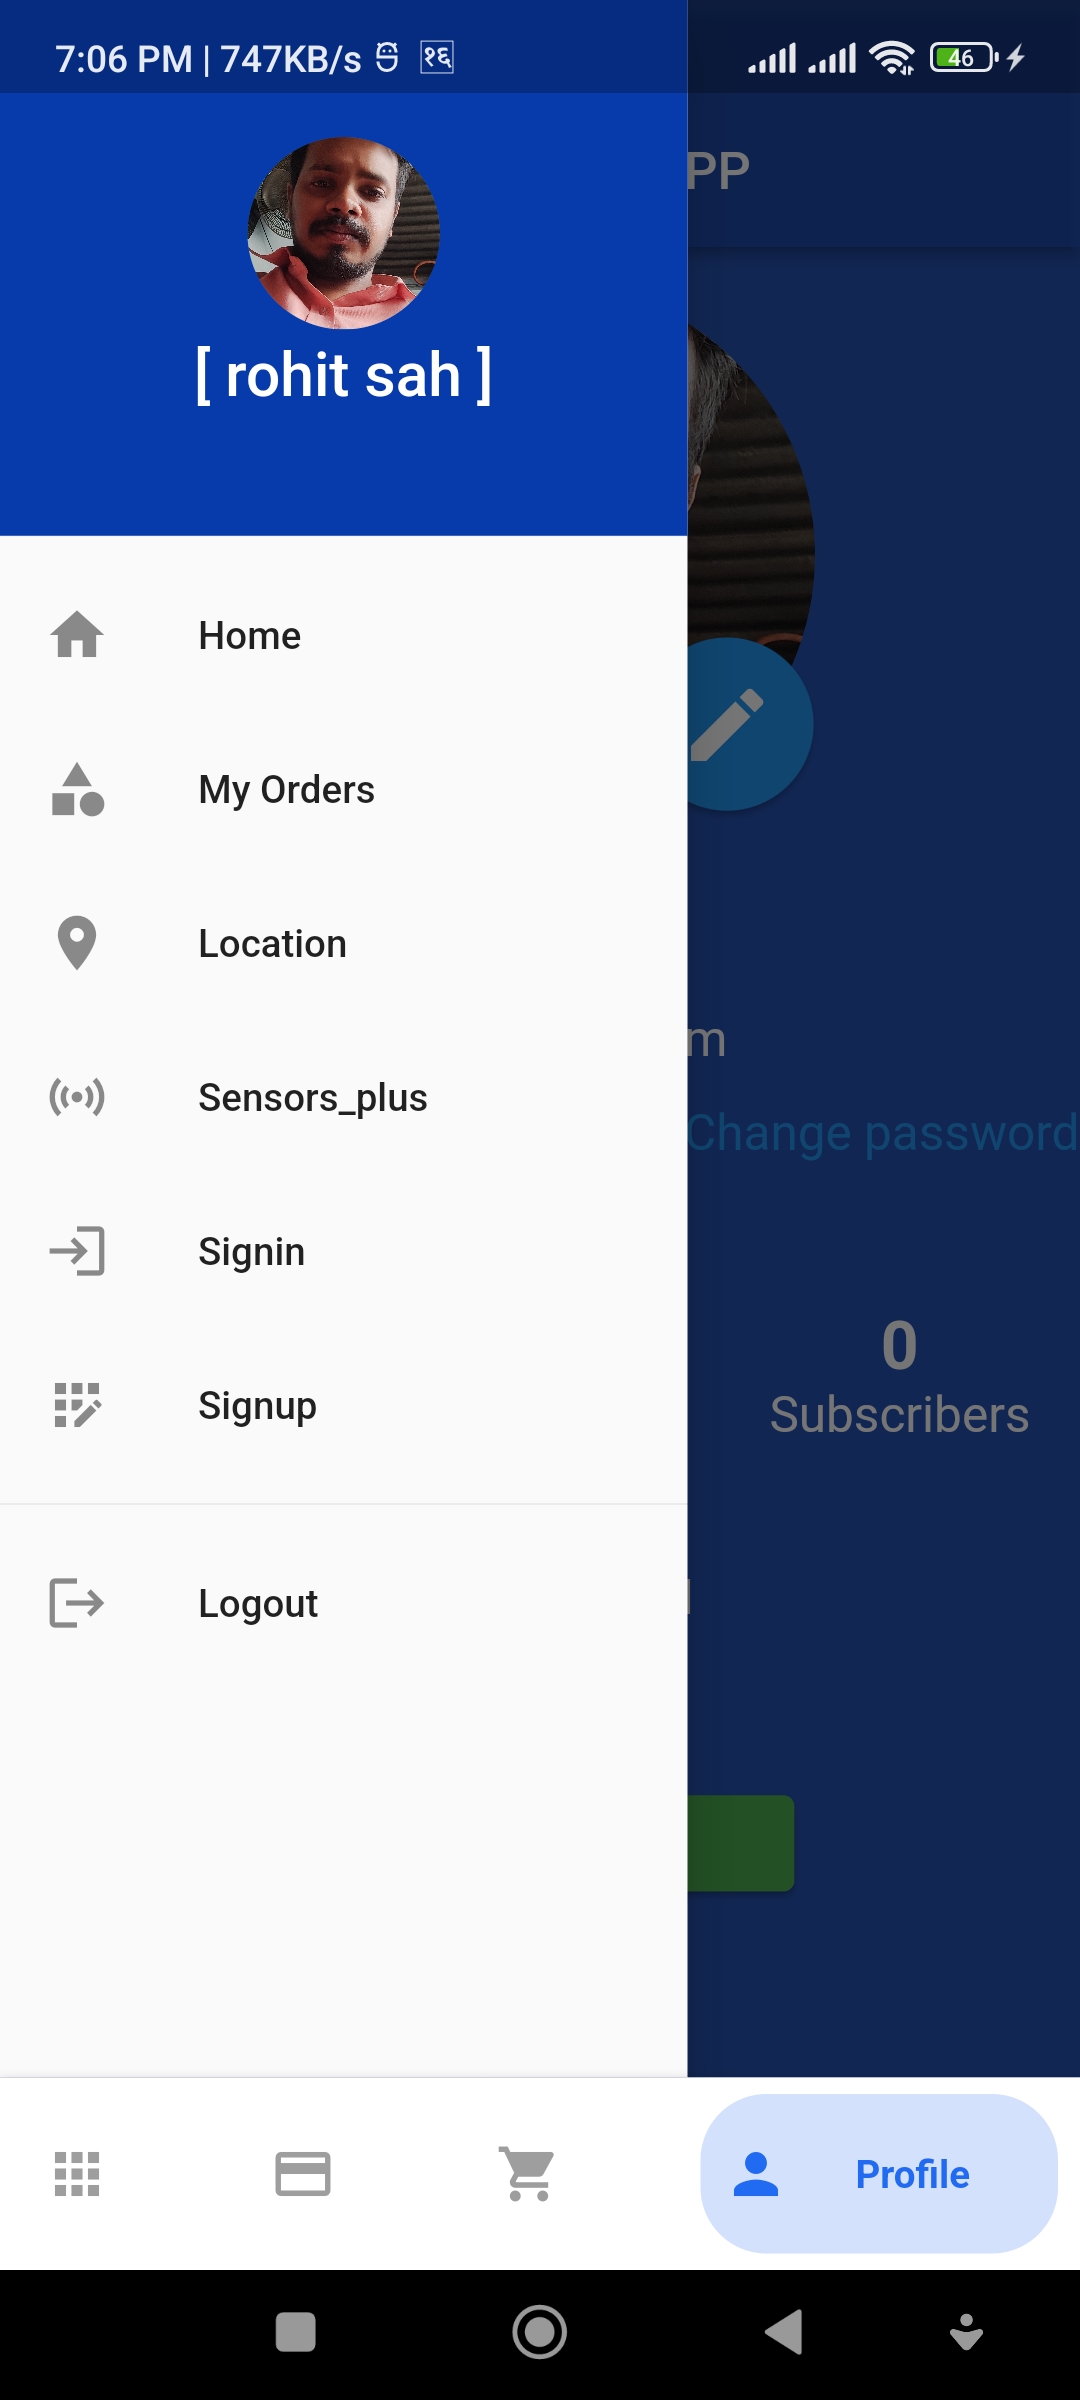 7:06 PM | 747KB/s १६ 46
PP
[ rohit sah ]
Home
My Orders
Location
m
Sensors_plus
Change password
Signin
0
Signup
Subscribers
Logout
Profile